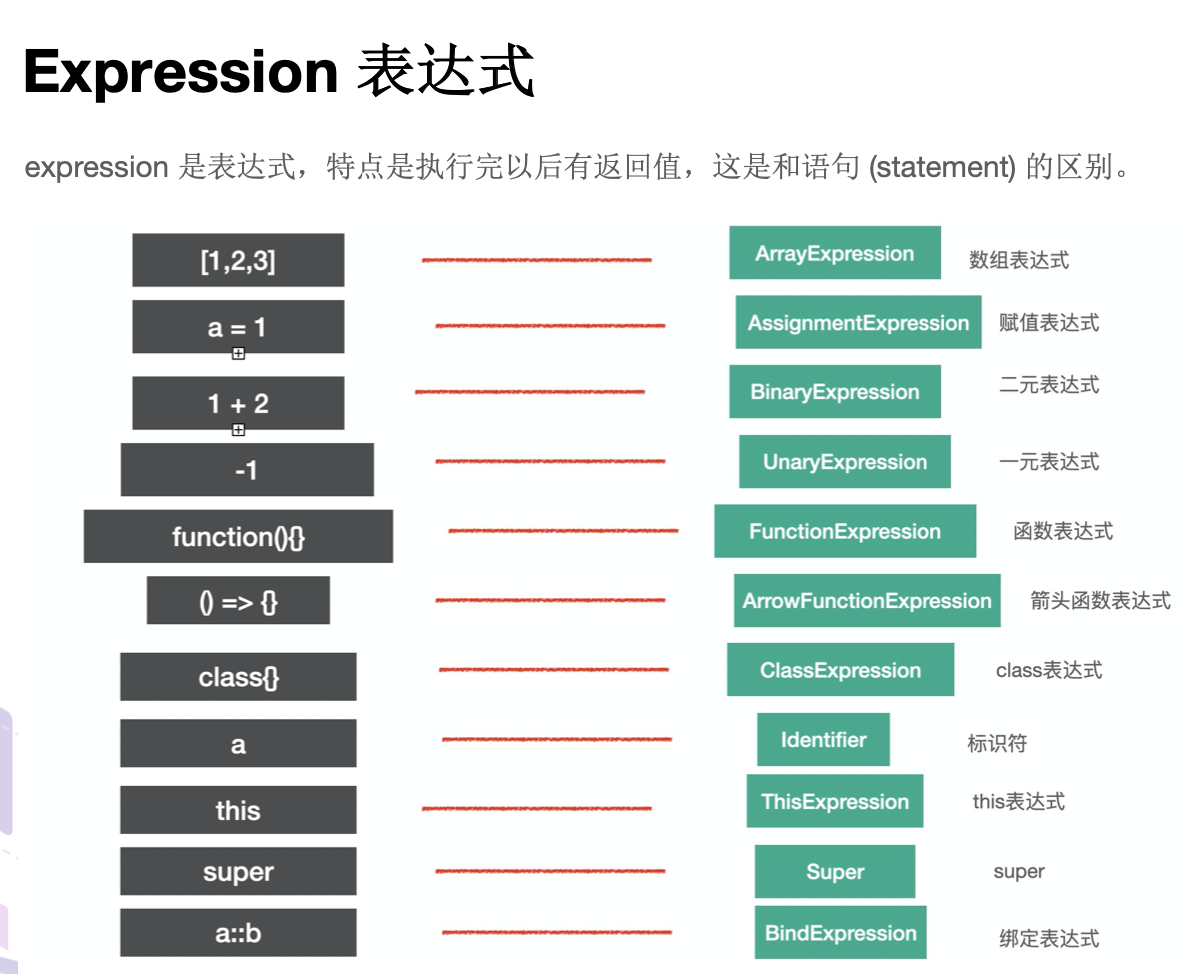 Expression 表达式
expression 是表达式，特点是执行完以后有返回值，这是和语句 (statement) 的区别。
[1,2,3] ArrayExpression 数组表达式
a = 1 AssignmentExpression 赋值表达式
1 + 2 BinaryExpression 二元表达式
-1 UnaryExpression 一元表达式
function(){} FunctionExpression 函数表达式
() => {} ArrowFunctionExpression 箭头函数表达式
class{} ClassExpression class表达式
a Identifier 标识符
this ThisExpression this表达式
super Super super
a::b BindExpression 绑定表达式